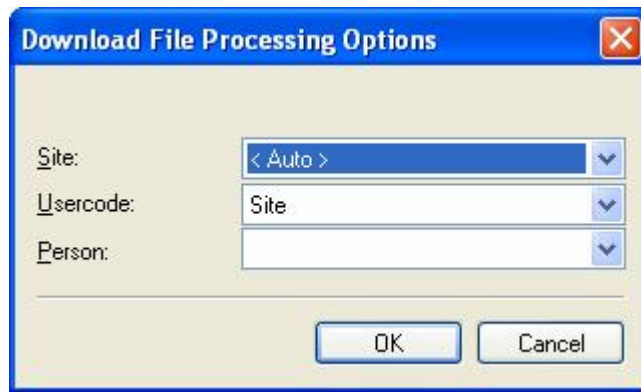 Download File Processing Options
Site: < Auto >
Usercode: Site
Person:
OK Cancel